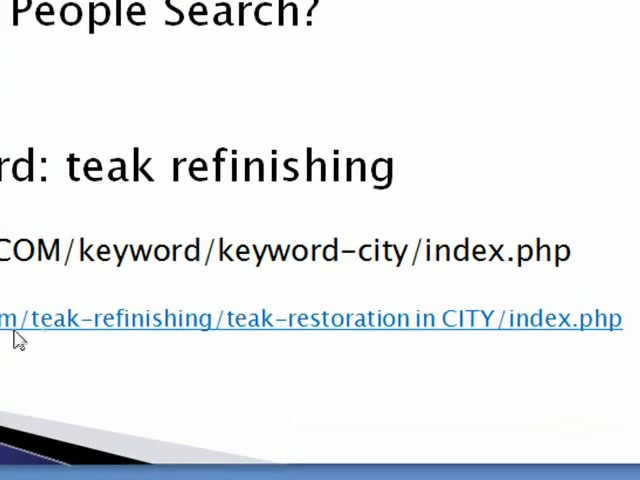 People Search?
rd: teak refinishing
COM/keyword/keyword-city/index.php
m/teak-refinishing/teak-restoration in CITY/index.php